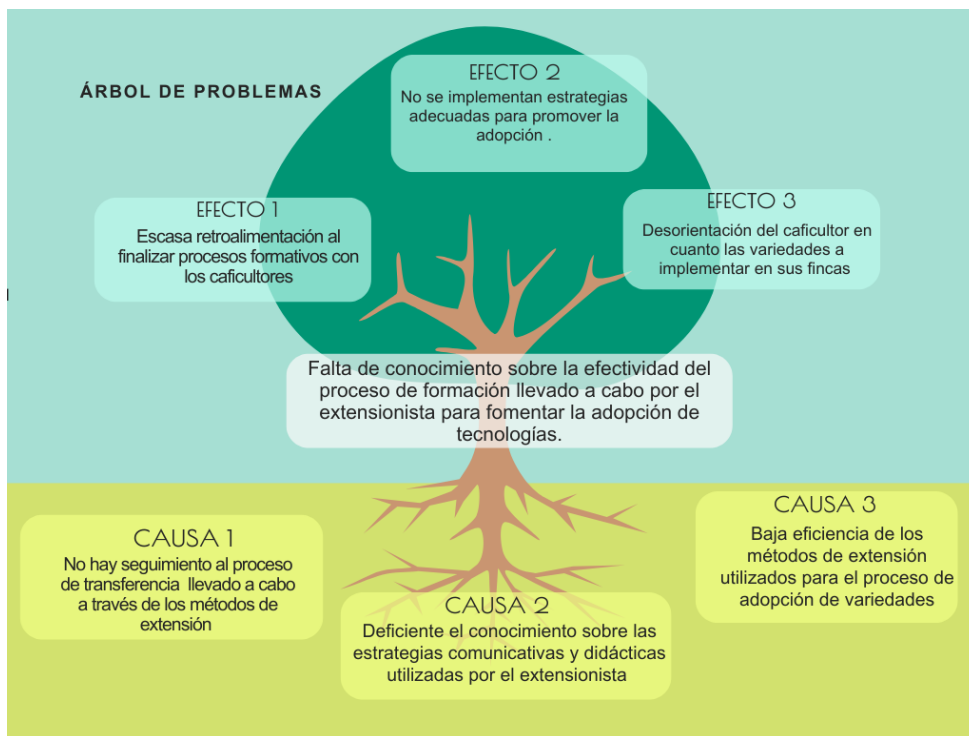 ÁRBOL DE PROBLEMAS
EFECTO 2
No se implementan estrategias
adecuadas para promover la
adopción .
EFECTO 1
Escasa retroalimentación al
finalizar procesos formativos con
los caficultores
EFECTO 3
Desorientación del caficultor en
cuanto las variedades a
implementar en sus fincas
Falta de conocimiento sobre la efectividad del
proceso de formación llevado a cabo por el
extensionista para fomentar la adopción de
tecnologías.
CAUSA 1
No hay seguimiento al proceso
de transferencia llevado a cabo
a través de los métodos de
extensión
CAUSA 2
Deficiente el conocimiento sobre las
estrategias comunicativas y didácticas
utilizadas por el extensionista
CAUSA 3
Baja eficiencia de los
métodos de extensión
utilizados para el proceso de
adopción de variedades